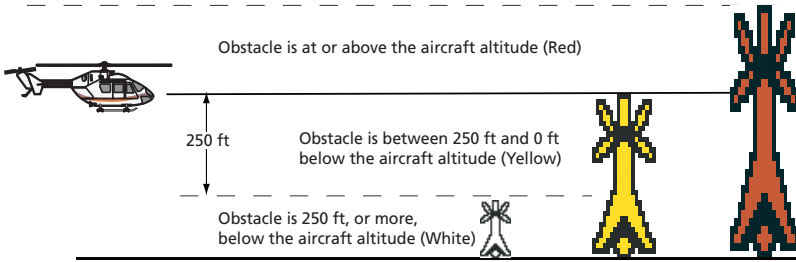 Obstacle is at or above the aircraft altitude (Red)
250 ft
Obstacle is between 250 ft and 0 ft
below the aircraft altitude (Yellow)
Obstacle is 250 ft, or more,
below the aircraft altitude (White)